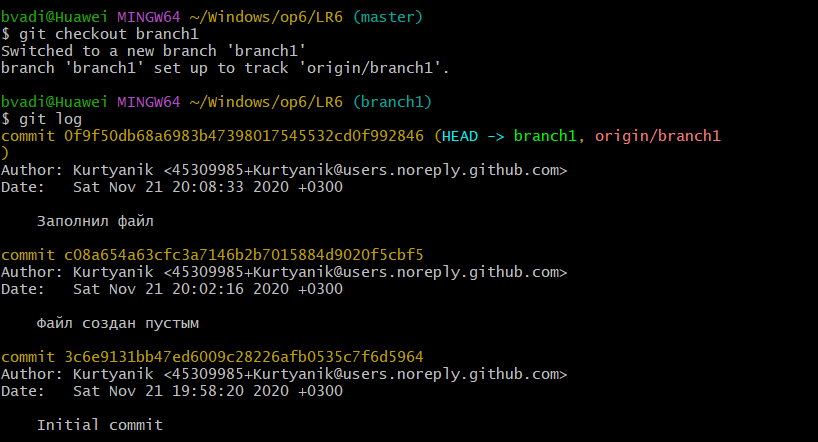 bvadi@Huawei MINGW64 ~/Windows/op6/LR6 (master)
$ git checkout branch1
Switched to a new branch 'branch1'
branch 'branch1' set up to track 'origin/branch1'.
bvadi@Huawei MINGW64 ~/Windows/op6/LR6 (branch1)
$ git log
commit 0f9f50db68a6983b47398017545532cd0f992846 (HEAD -> branch1, origin/branch1
)
Author: Kurtyanik <45309985+Kurtyanik@users.noreply.github.com>
Date:   Sat Nov 21 20:08:33 2020 +0300
    Заполнил файл
commit c08a654a63cfc3a7146b2b7015884d9020f5cbf5
Author: Kurtyanik <45309985+Kurtyanik@users.noreply.github.com>
Date:   Sat Nov 21 20:02:16 2020 +0300
    Файл создан пустым
commit 3c6e9131bb47ed6009c28226afb0535c7f6d5964
Author: Kurtyanik <45309985+Kurtyanik@users.noreply.github.com>
Date:   Sat Nov 21 19:58:20 2020 +0300
    Initial commit